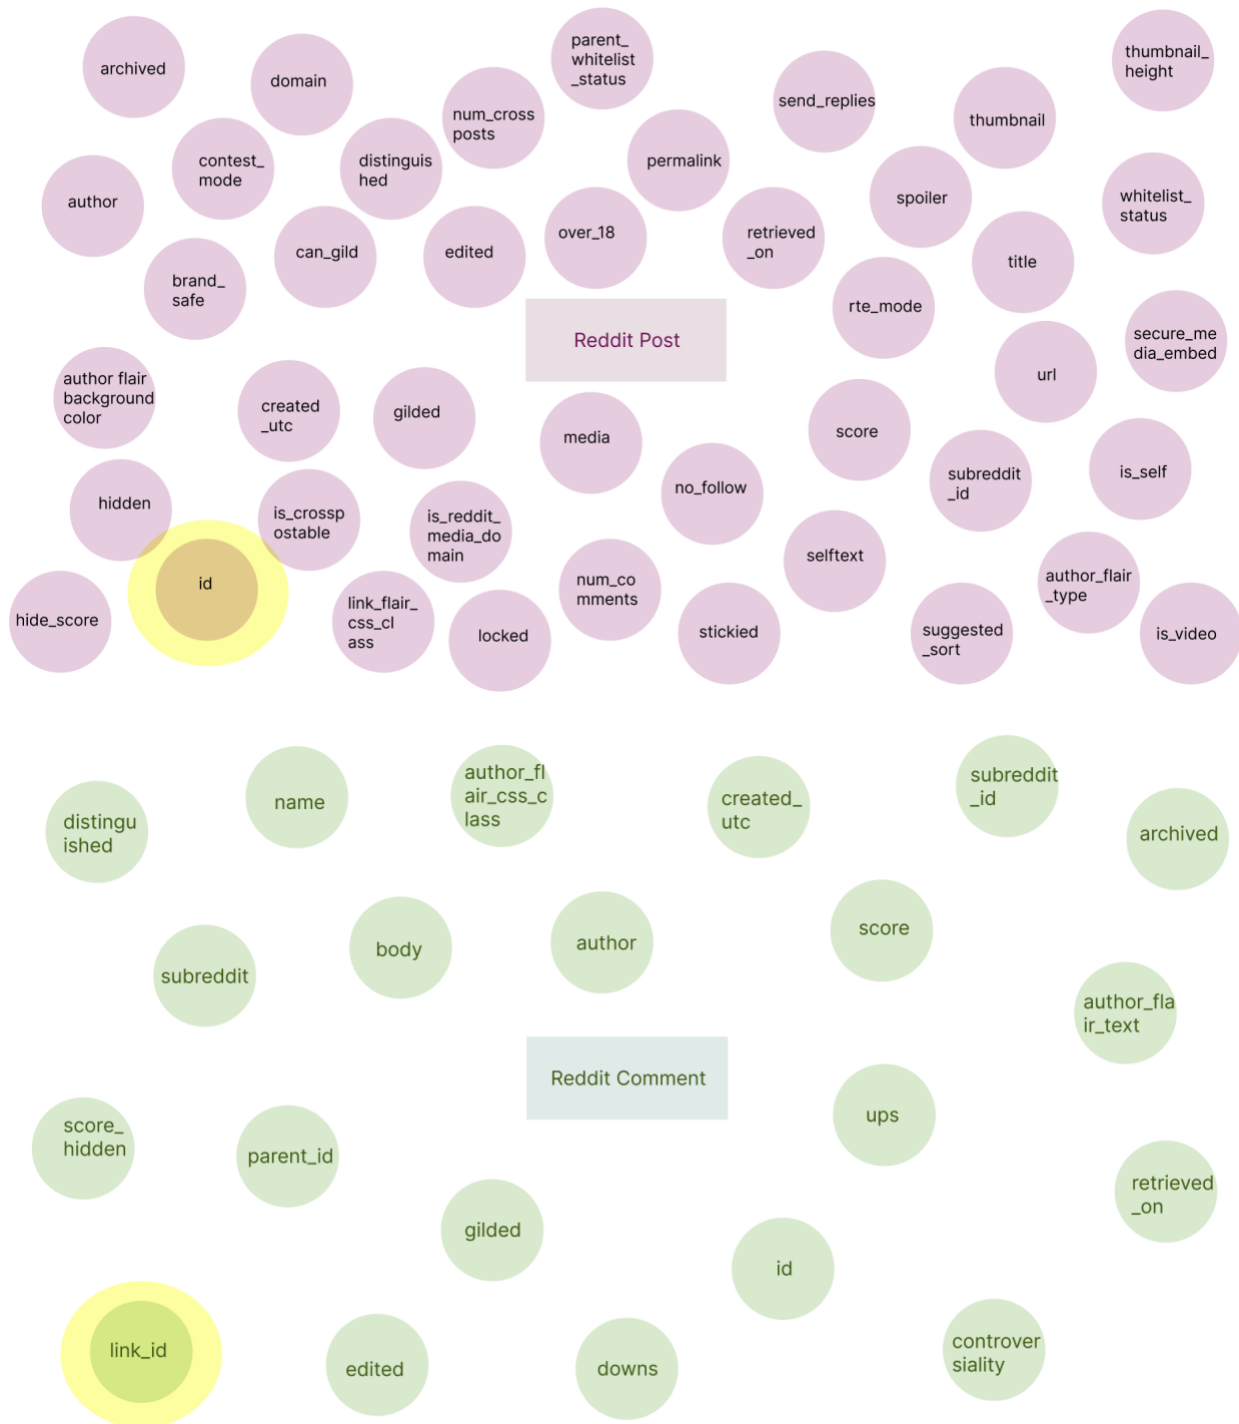 archived
domain
parent_
whitelist
_status
send_replies
thumbnail_
height
num_cross
posts
thumbnail
contest_
mode
distinguis
hed
permalink
author
spoiler
whitelist_
status
can_gild
edited
over_18
retrieved
_on
title
brand_
safe
rte_mode
Reddit Post
secure_me
dia_embed
author flair
background
color
created
_utc
gilded
media
score
url
hidden
is_crossp
ostable
is_reddit_
media_do
main
no_follow
subreddit
_id
is_self
id
selftext
hide_score
link_flair_
css_cl
ass
locked
num_co
mments
stickied
suggested
_sort
author_flair
_type
is_video
distingu
ished
name
author_fl
air_css_c
lass
created_
utc
subreddit
_id
archived
subreddit
body
author
score
author_fla
ir_text
Reddit Comment
score_
hidden
parent_id
ups
gilded
id
retrieved
_on
link_id
edited
downs
controver
siality